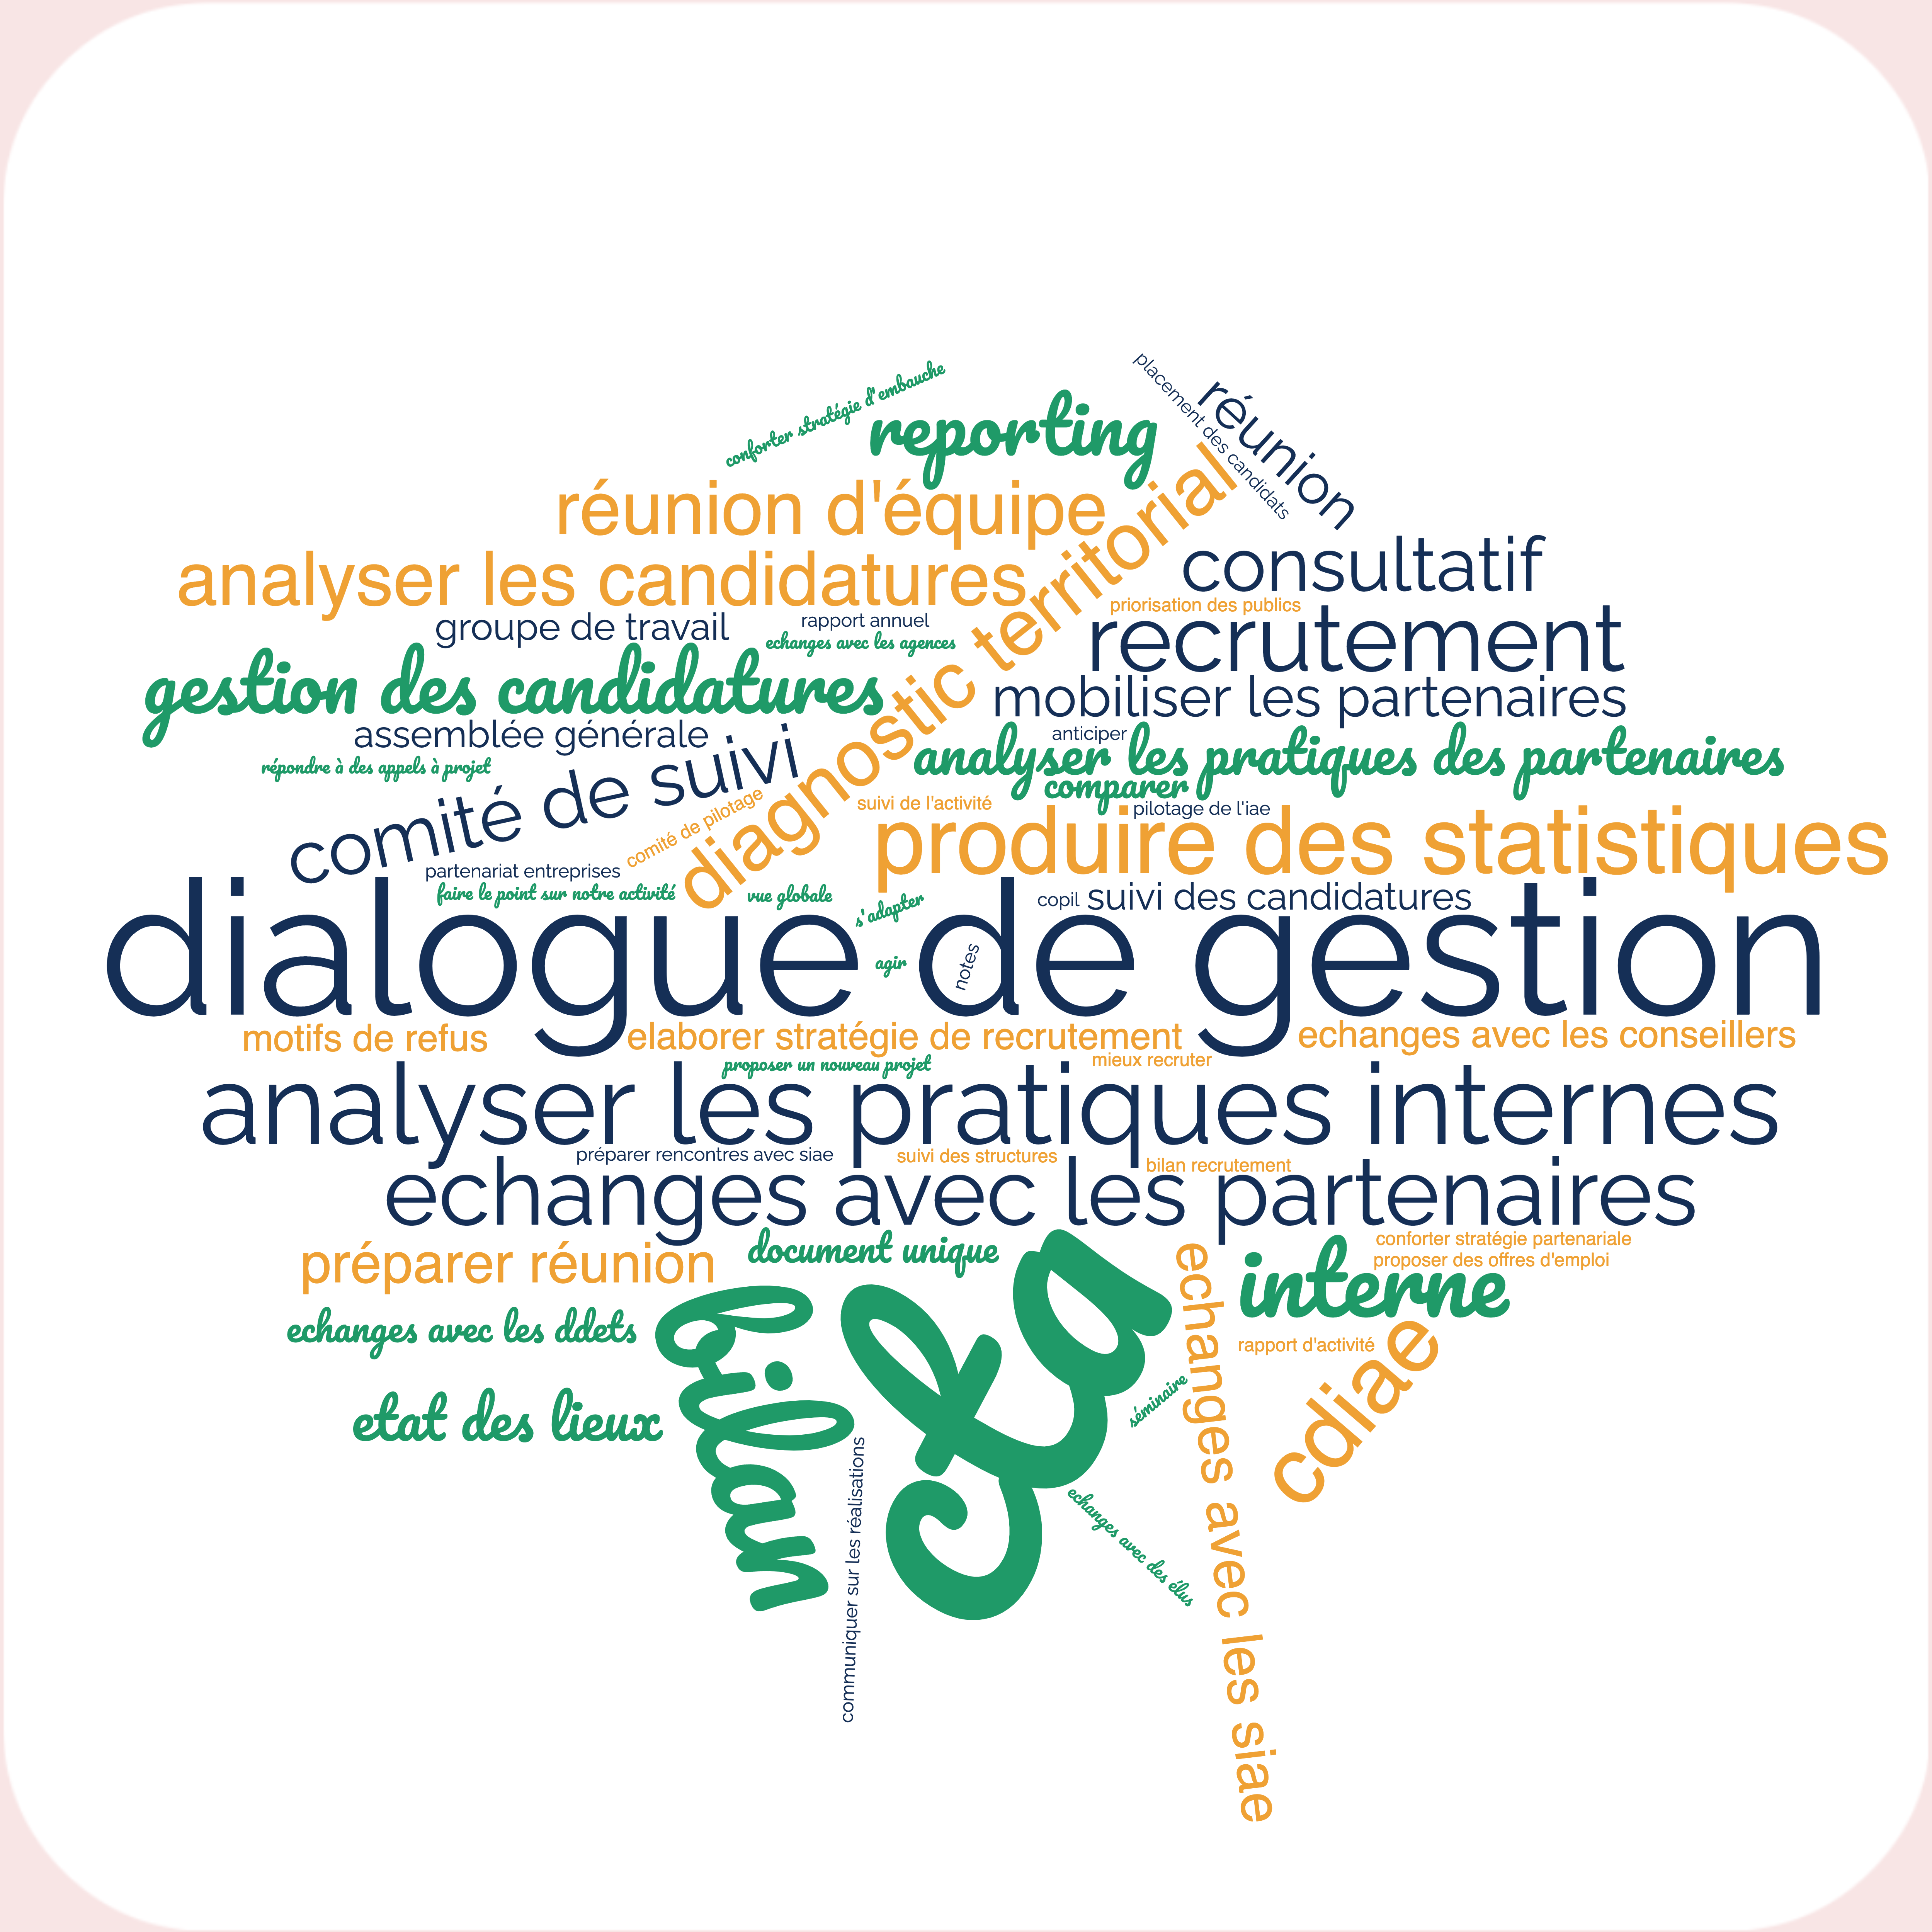 conforter stratégie d'embauche
reporting
placement des candidats
réunion
réunion d'équipe
diagnostic territorial
consultatif
analyser les candidatures
priorisation des publics
groupe de travail
rapport annuel
recrutement
echanges avec les agences
gestion des candidatures
mobiliser les partenaires
assemblée générale
anticiper
analyser les pratiques des partenaires
répondre à des appels à projet
comité de suivi
comparer
comité de pilotage
suivi de l'activité
pilotage de l'iae
produire des statistiques
partenariat entreprises
faire le point sur notre activité
vue globale
s'adapter
copil
suivi des candidatures
dialogue de gestion
agir
notes
motifs de refus
elaborer stratégie de recrutement
echanges avec les conseillers
proposer un nouveau projet
mieux recruter
analyser les pratiques internes
préparer rencontres avec siae
suivi des structures
bilan recrutement
echanges avec les partenaires
préparer réunion
document unique
conforter stratégie partenariale
proposer des offres d'emploi
interne
echanges avec les ddets
bilan
cta
echanges avec les siae
rapport d'activité
cdiae
etat des lieux
séminaire
communiquer sur les réalisations
echanges avec des élus